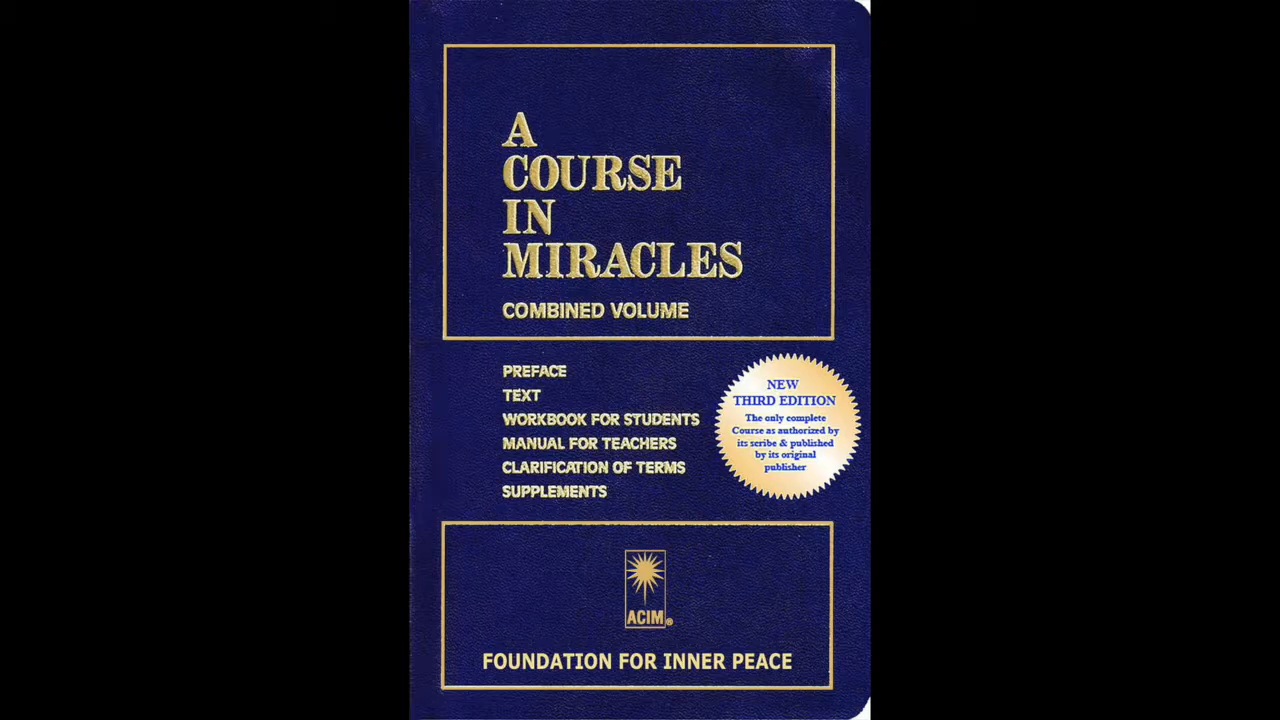 A
COURSE
IN
MIRACLES
COMBINED VOLUME
PREFACE
TEXT
WORKBOOK FOR STUDENTS
MANUAL FOR TEACHERS
CLARIFICATION OF TERMS
SUPPLEMENTS
NEW
THIRD EDITION
The only complete
Course as authorized by
its scribe & published
by its original
publisher
ACIM®
FOUNDATION FOR INNER PEACE